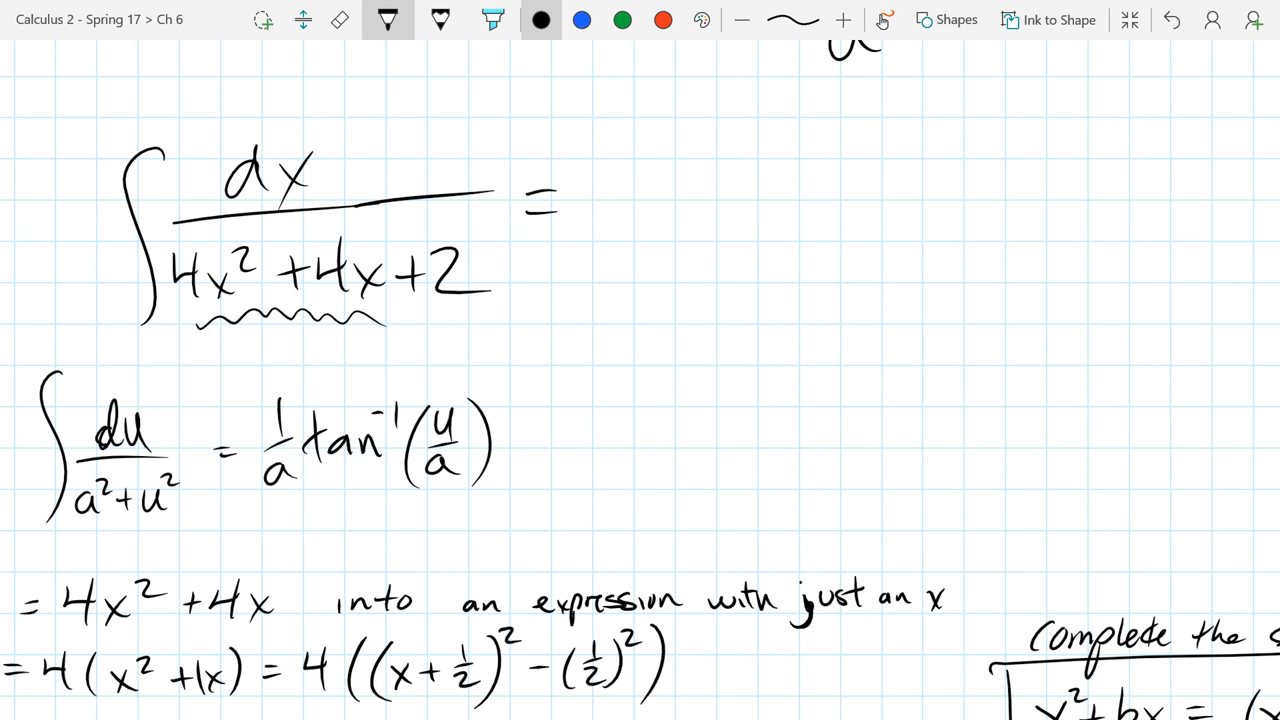 Calculus 2 - Spring 17 > Ch 6
Shapes
Ink to Shape
∫ dx / (4x² + 4x + 2) =
∫ du / (a² + u²) = 1/a tan⁻¹(u/a)
= 4x² + 4x into an expression with just an x
= 4(x² + 1x) = 4((x + 1/2)² - (1/2)²)
Complete the s
x² + bx = (x